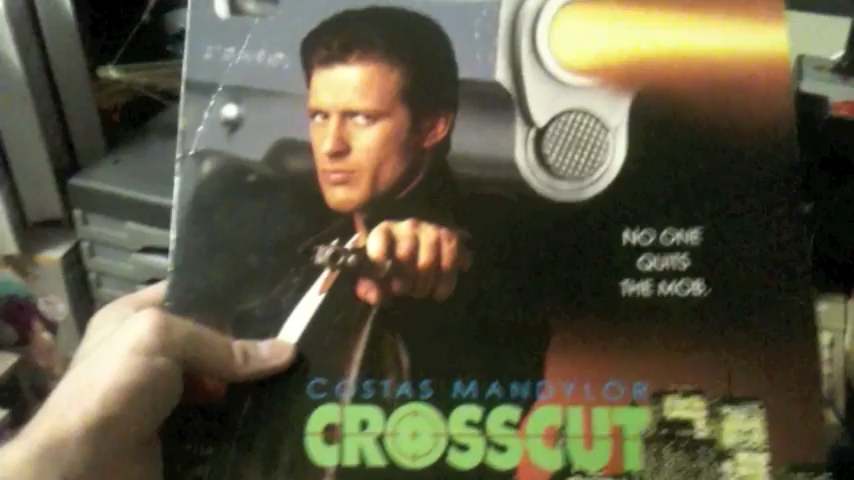 NO ONE
QUITS
THE MOB.
COSTAS MANDYLOR
CROSSCUT